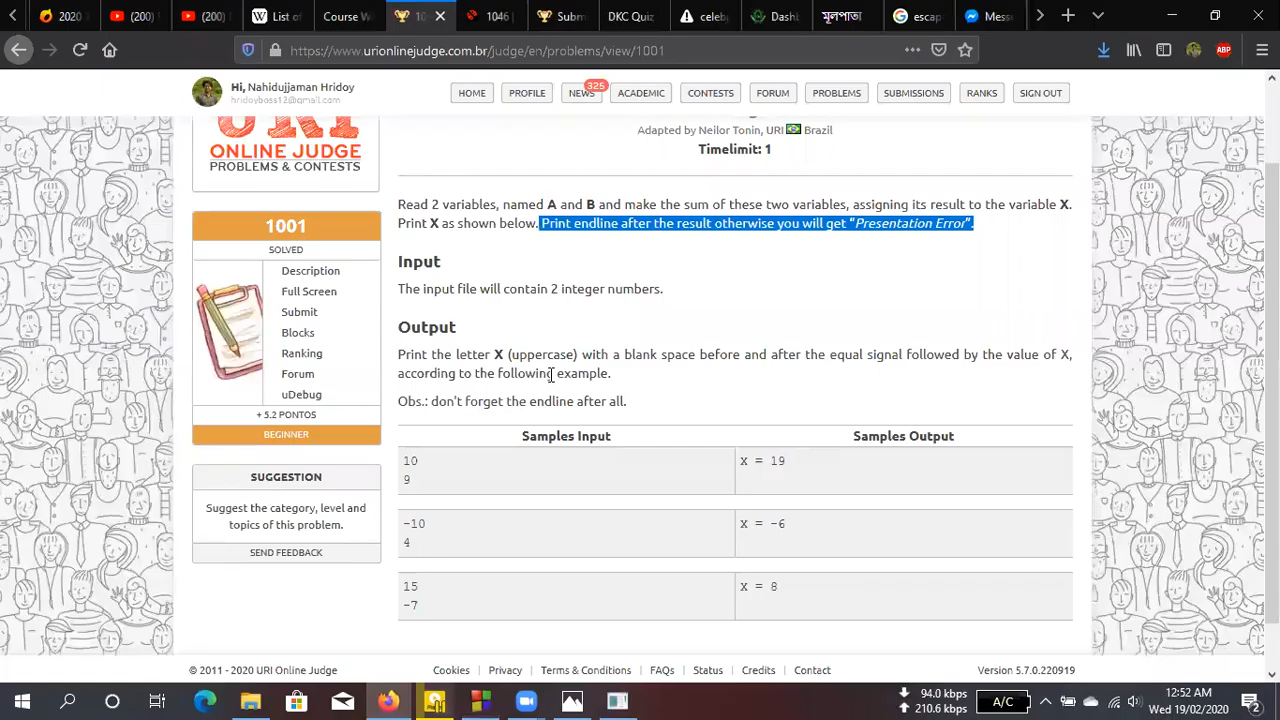 2020
(200)
(200)
List of
Course W
10
1046
Subm
DKC Quiz
celeb
Dashb
মূলপাতা
escap
Mess
https://www.urionlinejudge.com.br/judge/en/problems/view/1001
ABP
Hi, Nahidujjaman Hridoy
hridoyboss12@gmail.com
HOME
PROFILE
NEWS
325
ACADEMIC
CONTESTS
FORUM
PROBLEMS
SUBMISSIONS
RANKS
SIGN OUT
URI
ONLINE JUDGE
PROBLEMS & CONTESTS
Adapted by Neilor Tonin, URI Brazil
Timelimit: 1
1001
SOLVED
Description
Full Screen
Submit
Blocks
Ranking
Forum
uDebug
+ 5.2 PONTOS
BEGINNER
SUGGESTION
Suggest the category, level and
topics of this problem.
SEND FEEDBACK
Read 2 variables, named A and B and make the sum of these two variables, assigning its result to the variable X.
Print X as shown below. Print endline after the result otherwise you will get “Presentation Error”.
Input
The input file will contain 2 integer numbers.
Output
Print the letter X (uppercase) with a blank space before and after the equal signal followed by the value of X,
according to the following example.
Obs.: don't forget the endline after all.
Samples Input
Samples Output
10
9
X = 19
-10
4
X = -6
15
-7
X = 8
© 2011 - 2020 URI Online Judge
Cookies
Privacy
Terms & Conditions
FAQs
Status
Credits
Contact
Version 5.7.0.220919
94.0 kbps
210.6 kbps
A/C
12:52 AM
Wed 19/02/2020
2